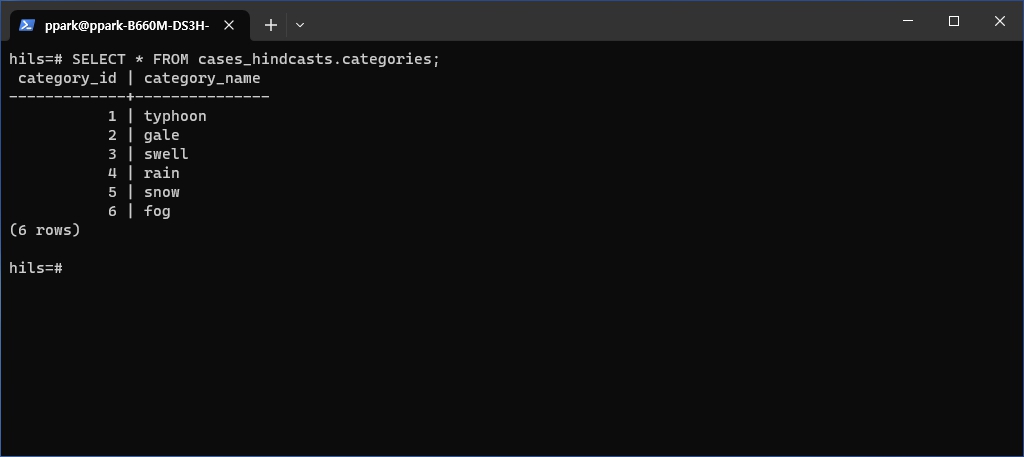 ppark@ppark-B660M-DS3H-
hils=# SELECT * FROM cases_hindcasts.categories;
 category_id | category_name
-------------+---------------
           1 | typhoon
           2 | gale
           3 | swell
           4 | rain
           5 | snow
           6 | fog
(6 rows)
hils=#